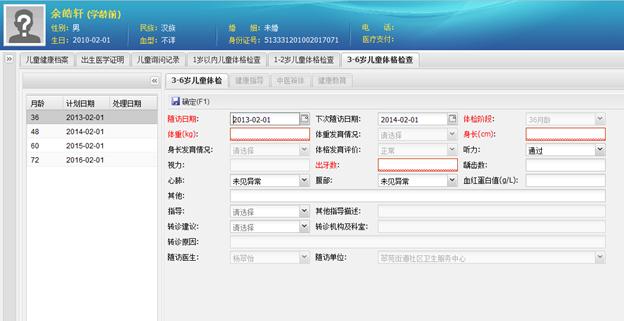 余皓轩 (学龄前)
性别: 男 民族: 汉族 婚 姻: 未婚 电 话:
生日: 2010-02-01 血型: 不详 身份证号: 513331201002017071 医疗支付:
儿童健康档案 出生医学证明 儿童询问记录 1岁以内儿童体格检查 1-2岁儿童体格检查 3-6岁儿童体格检查
3-6岁儿童体检 健康指导 中医辅体 健康教育
确定(F1)
月龄 计划日期 处理日期
36 2013-02-01
48 2014-02-01
60 2015-02-01
72 2016-02-01
随访日期: 2013-02-01 下次随访日期: 2014-02-01 体检阶段: 36月龄
体重(kg): 体重发育情况: 请选择 身长(cm):
身长发育情况: 请选择 体格发育评价: 正常 听力: 通过
视力: 出牙数: 龋齿数:
心肺: 未见异常 腹部: 未见异常 血红蛋白值(g/L):
其他:
指导: 请选择 其他指导描述:
转诊建议: 请选择 转诊机构及科室:
转诊原因:
随访医生: 杨翠怡 随访单位: 翠苑街道社区卫生服务中心